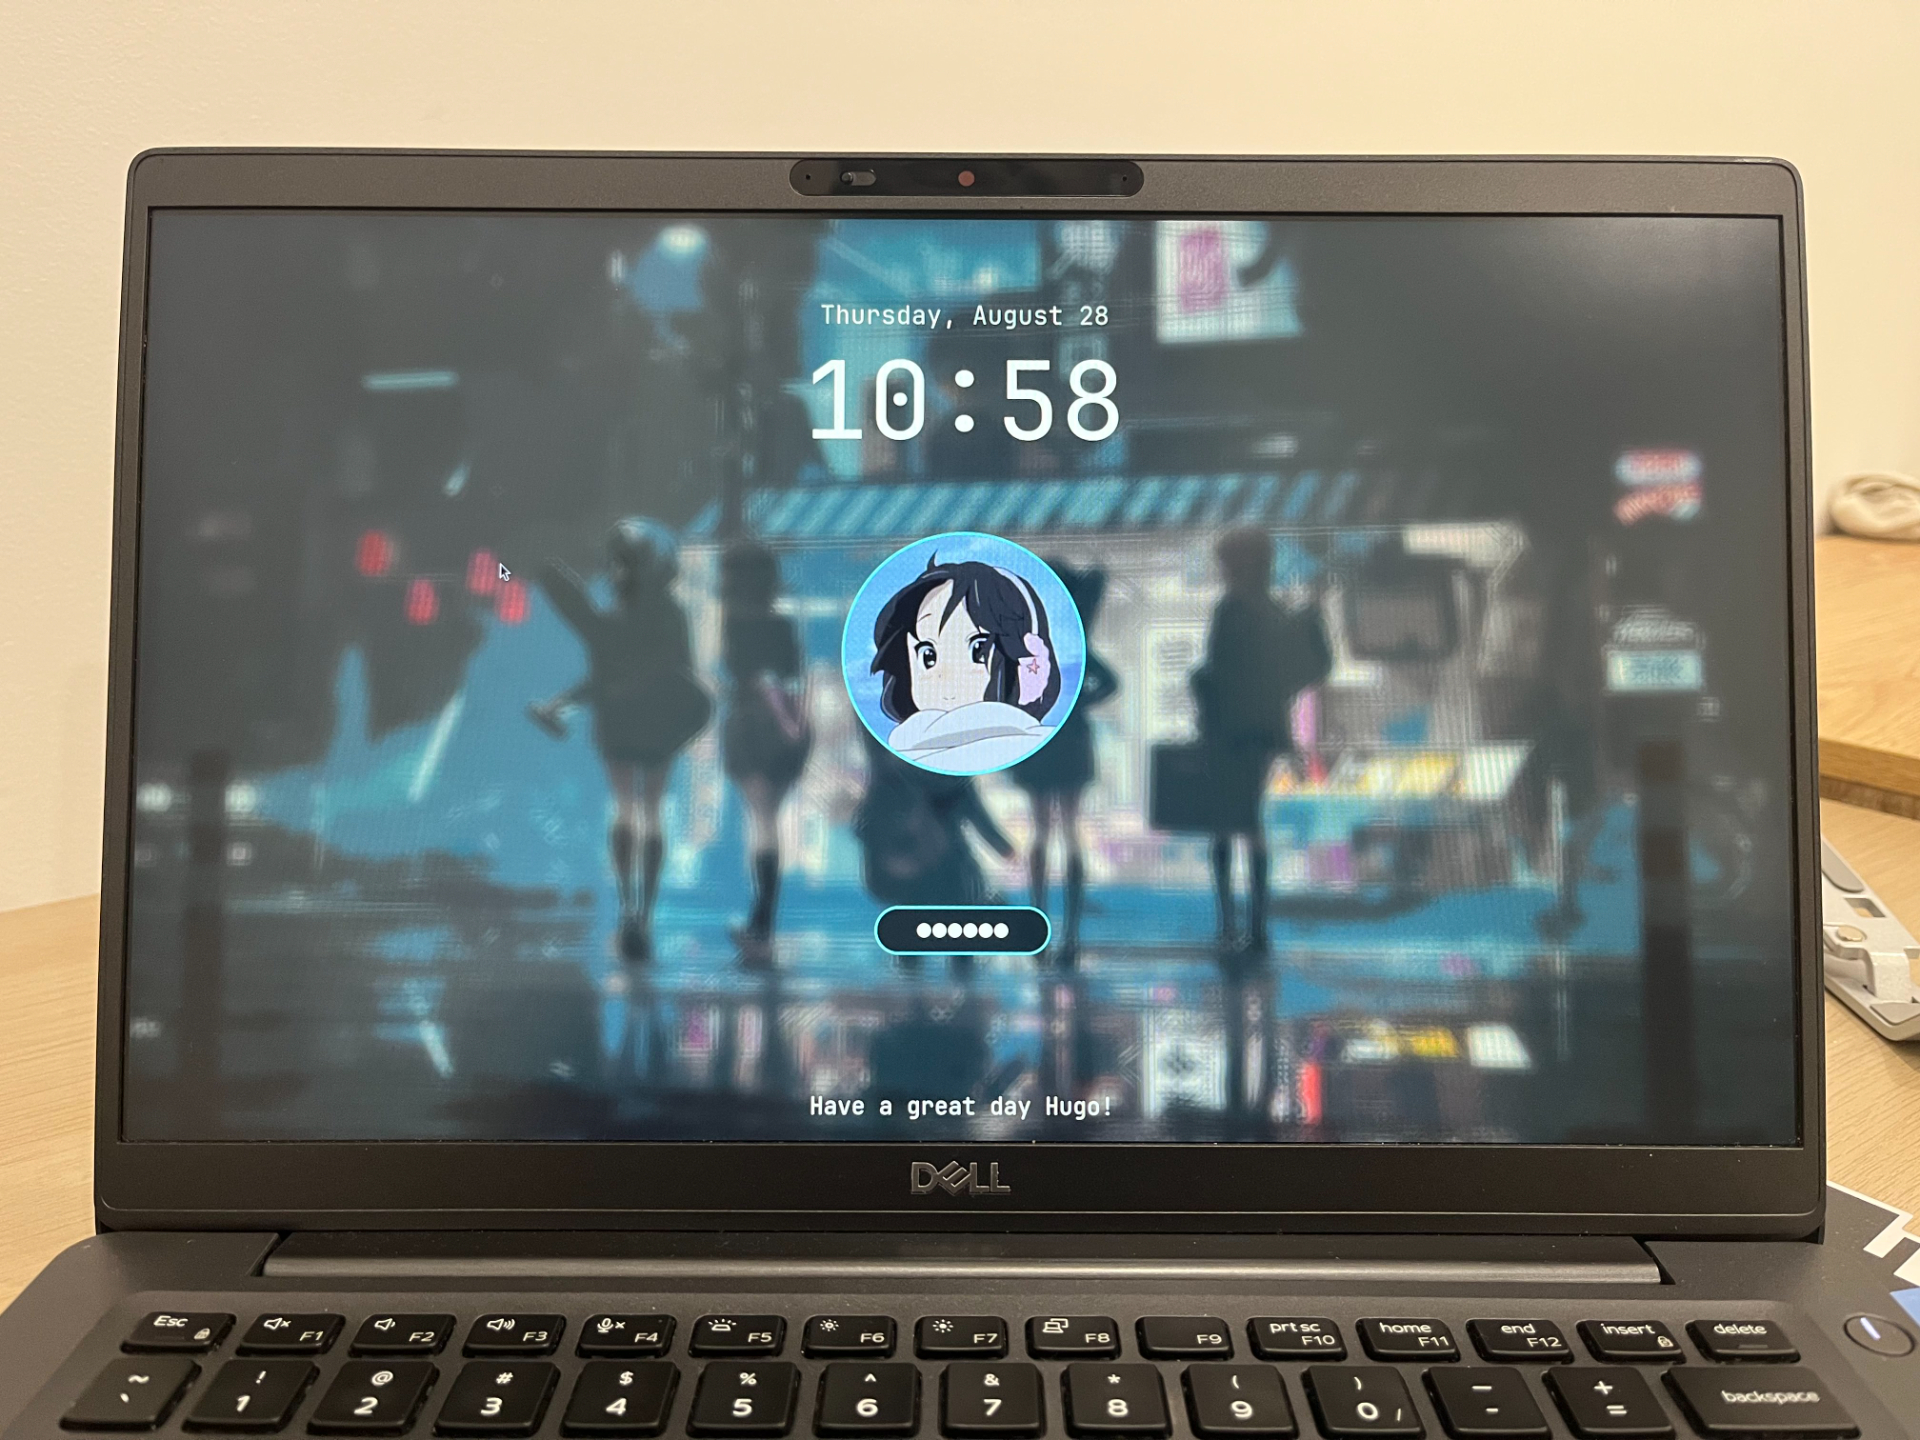 Thursday, August 28
10:58
Have a great day Hugo!
DELL
Esc F1 F2 F3 F4 F5 F6 F7 F8 F9 prt sc F10 home F11 end F12 insert delete
~ ! @ # $ % ^ & * ( ) — +
` 1 2 3 4 5 6 7 8 9 0 / - = backspace